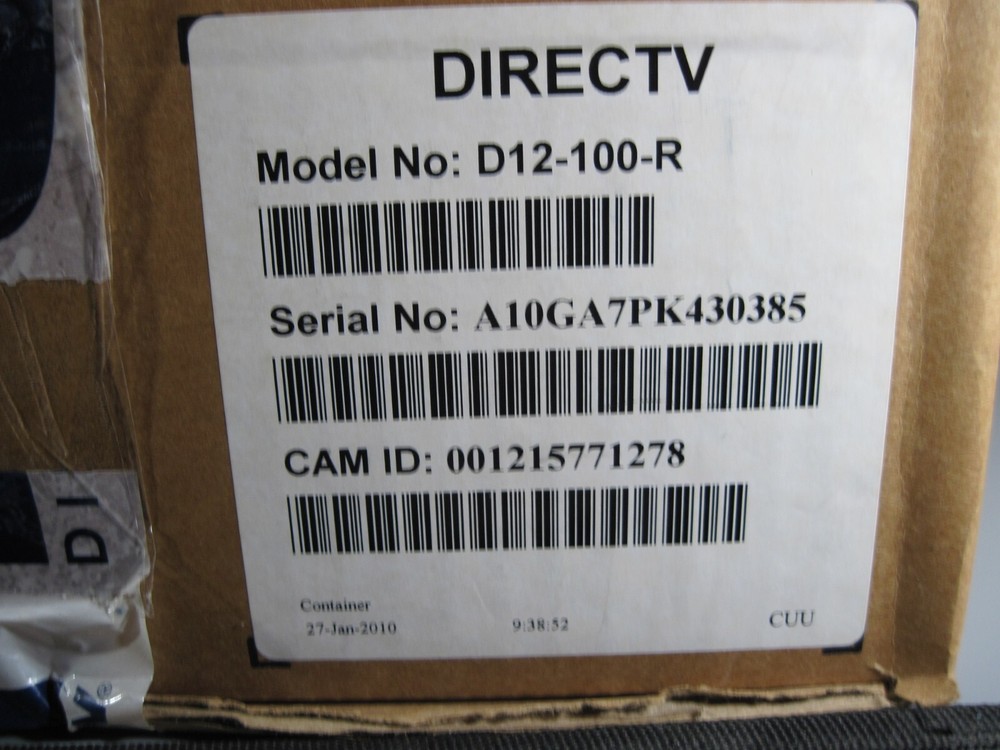 DIRECTV
Model No: D12-100-R
Serial No: A10GA7PK430385
CAM ID: 001215771278
Container
27-Jan-2010 9:38:52 CUU
DI
Y®